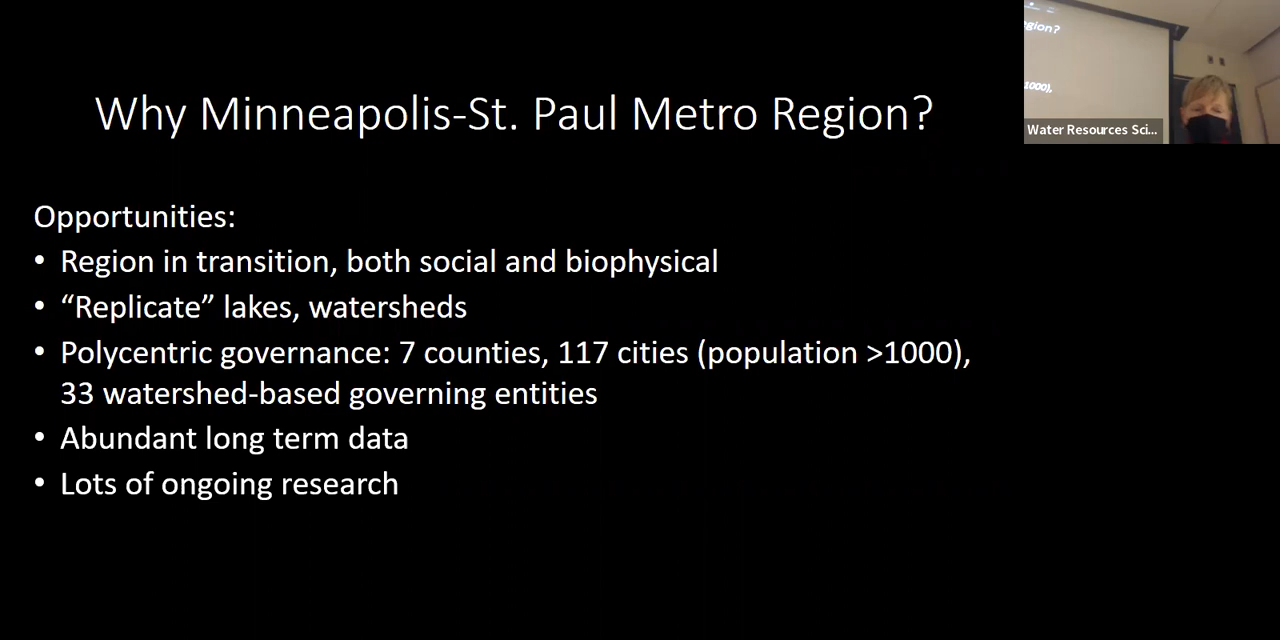 Why Minneapolis-St. Paul Metro Region?
Opportunities:
• Region in transition, both social and biophysical
• “Replicate” lakes, watersheds
• Polycentric governance: 7 counties, 117 cities (population >1000),
33 watershed-based governing entities
• Abundant long term data
• Lots of ongoing research
egion?
1000),
Water Resources Sci...